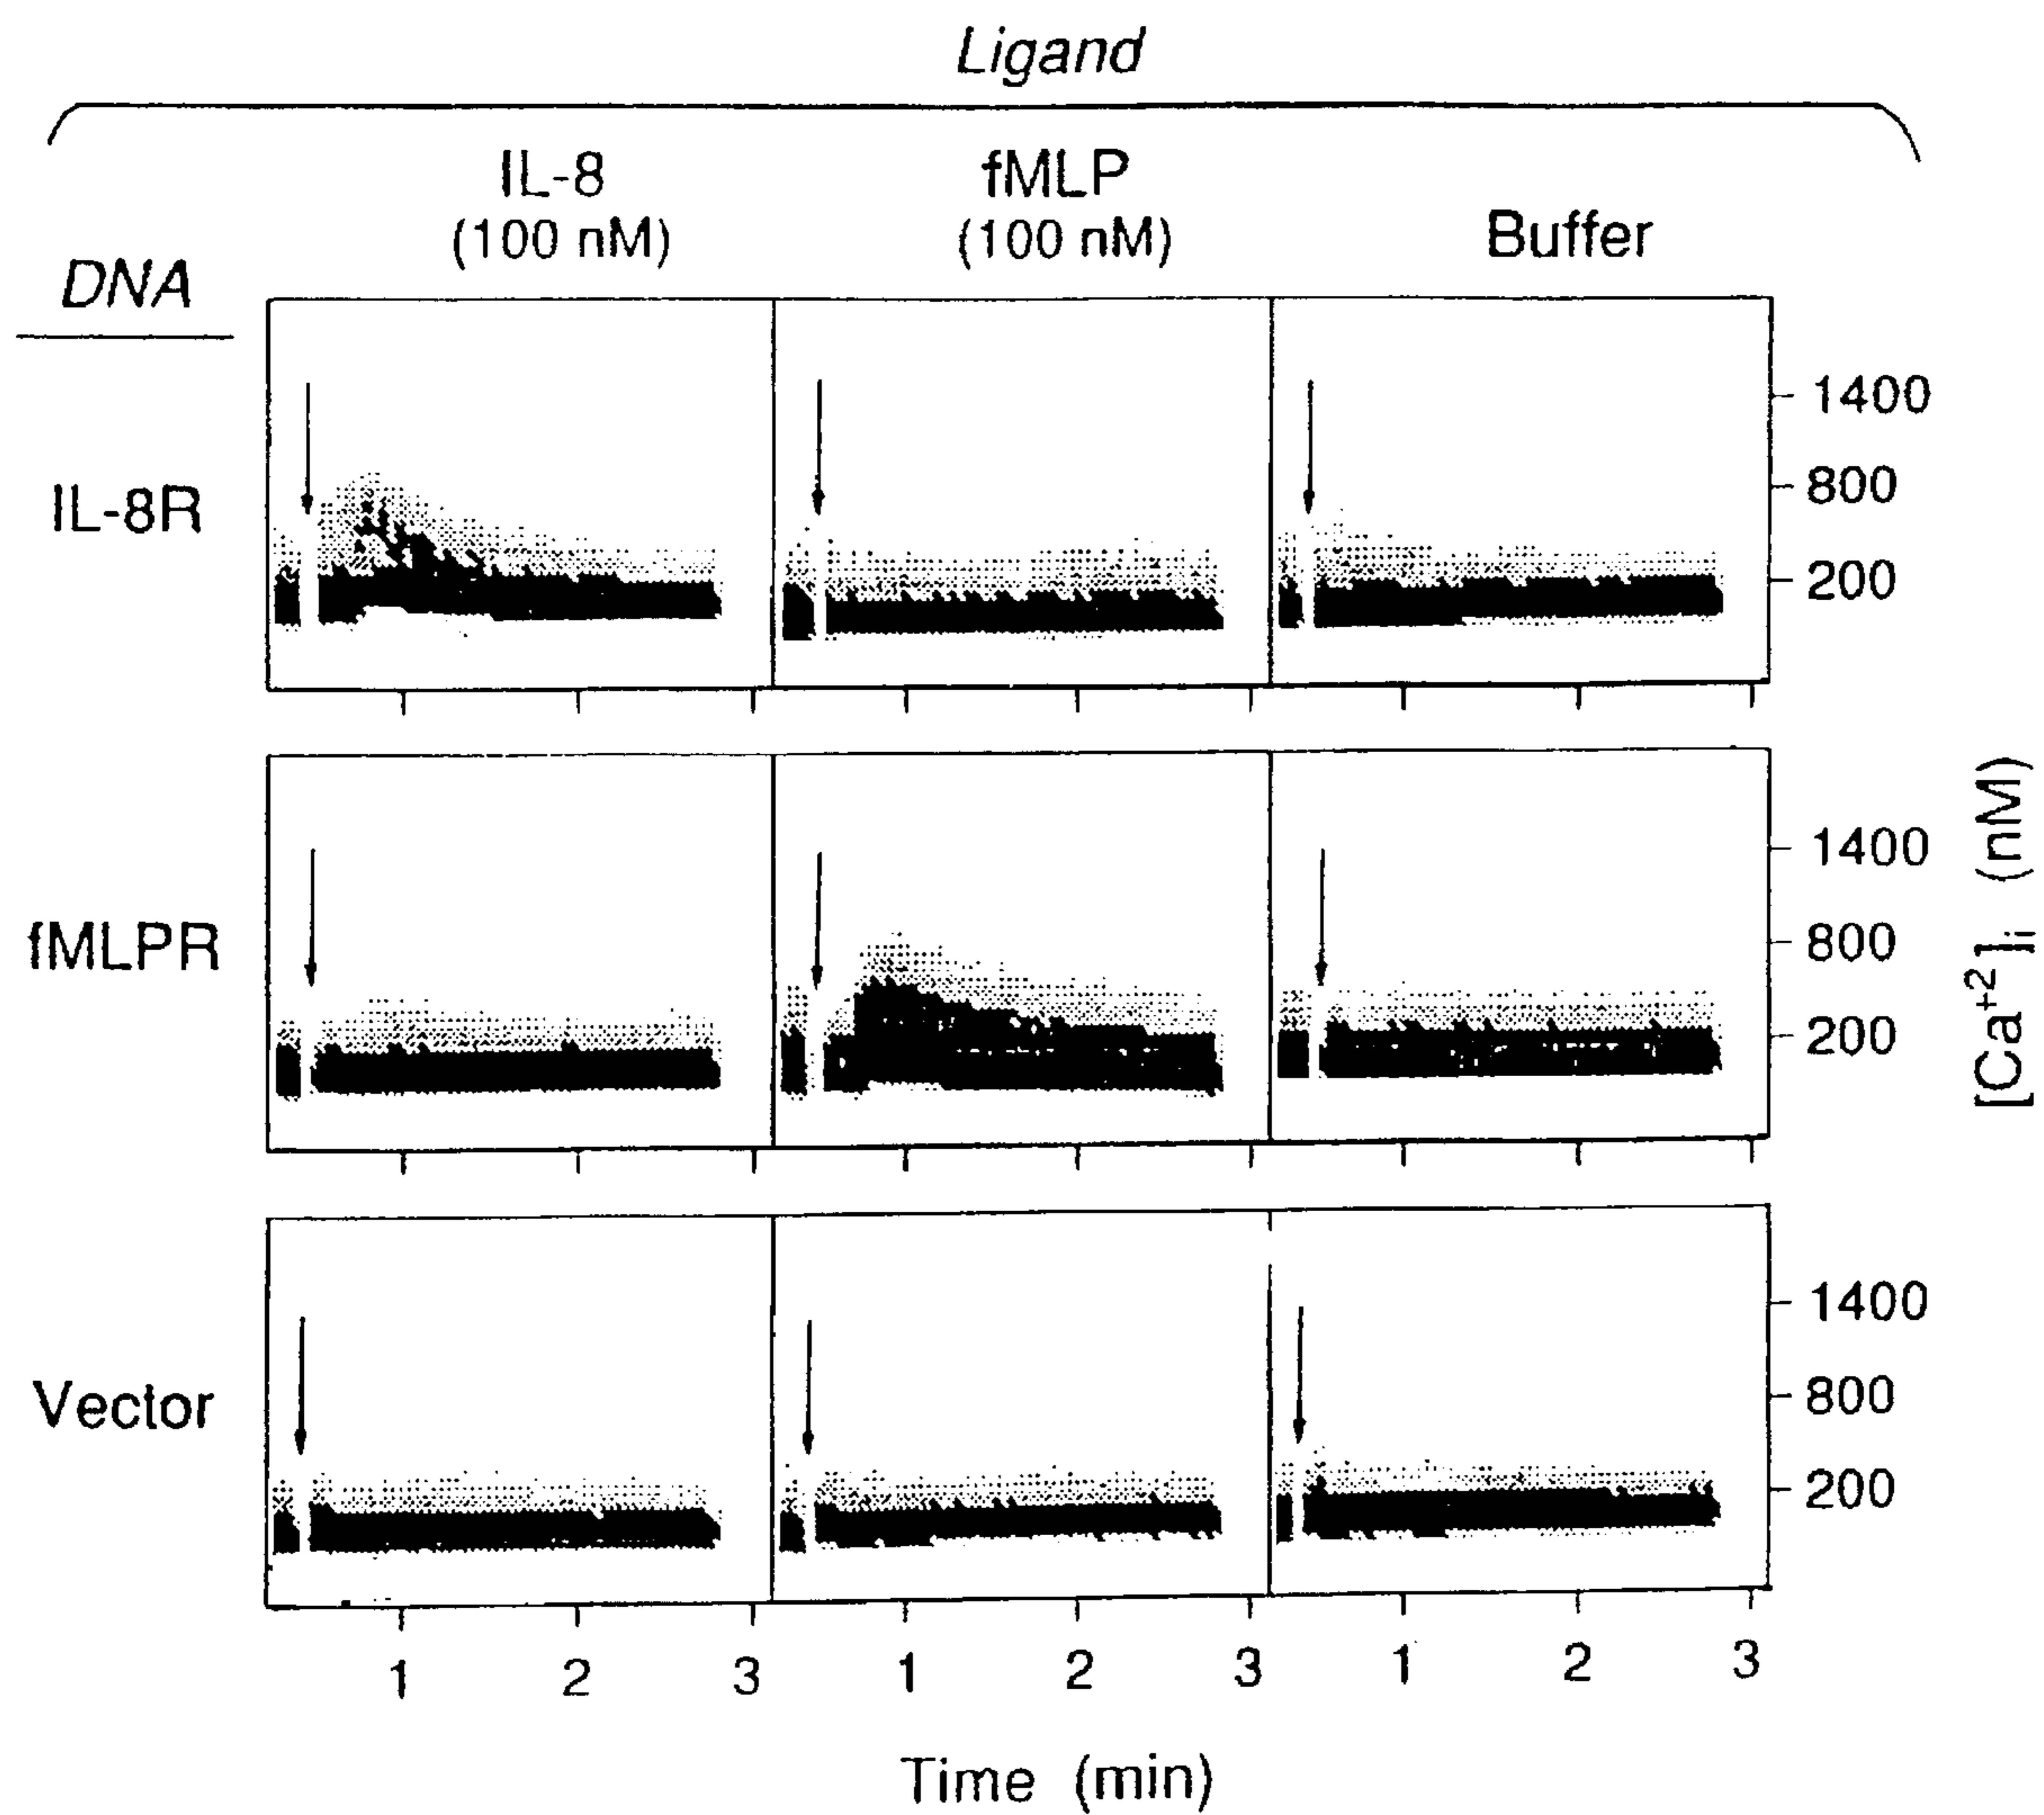 Ligand
IL-8 fMLP
(100 nM) (100 nM) Buffer
DNA
1400
IL-8R 800
200
1400
fMLPR 800
200
[Ca+2]i (nM)
1400
Vector 800
200
1 2 3 1 2 3 1 2 3
Time (min)